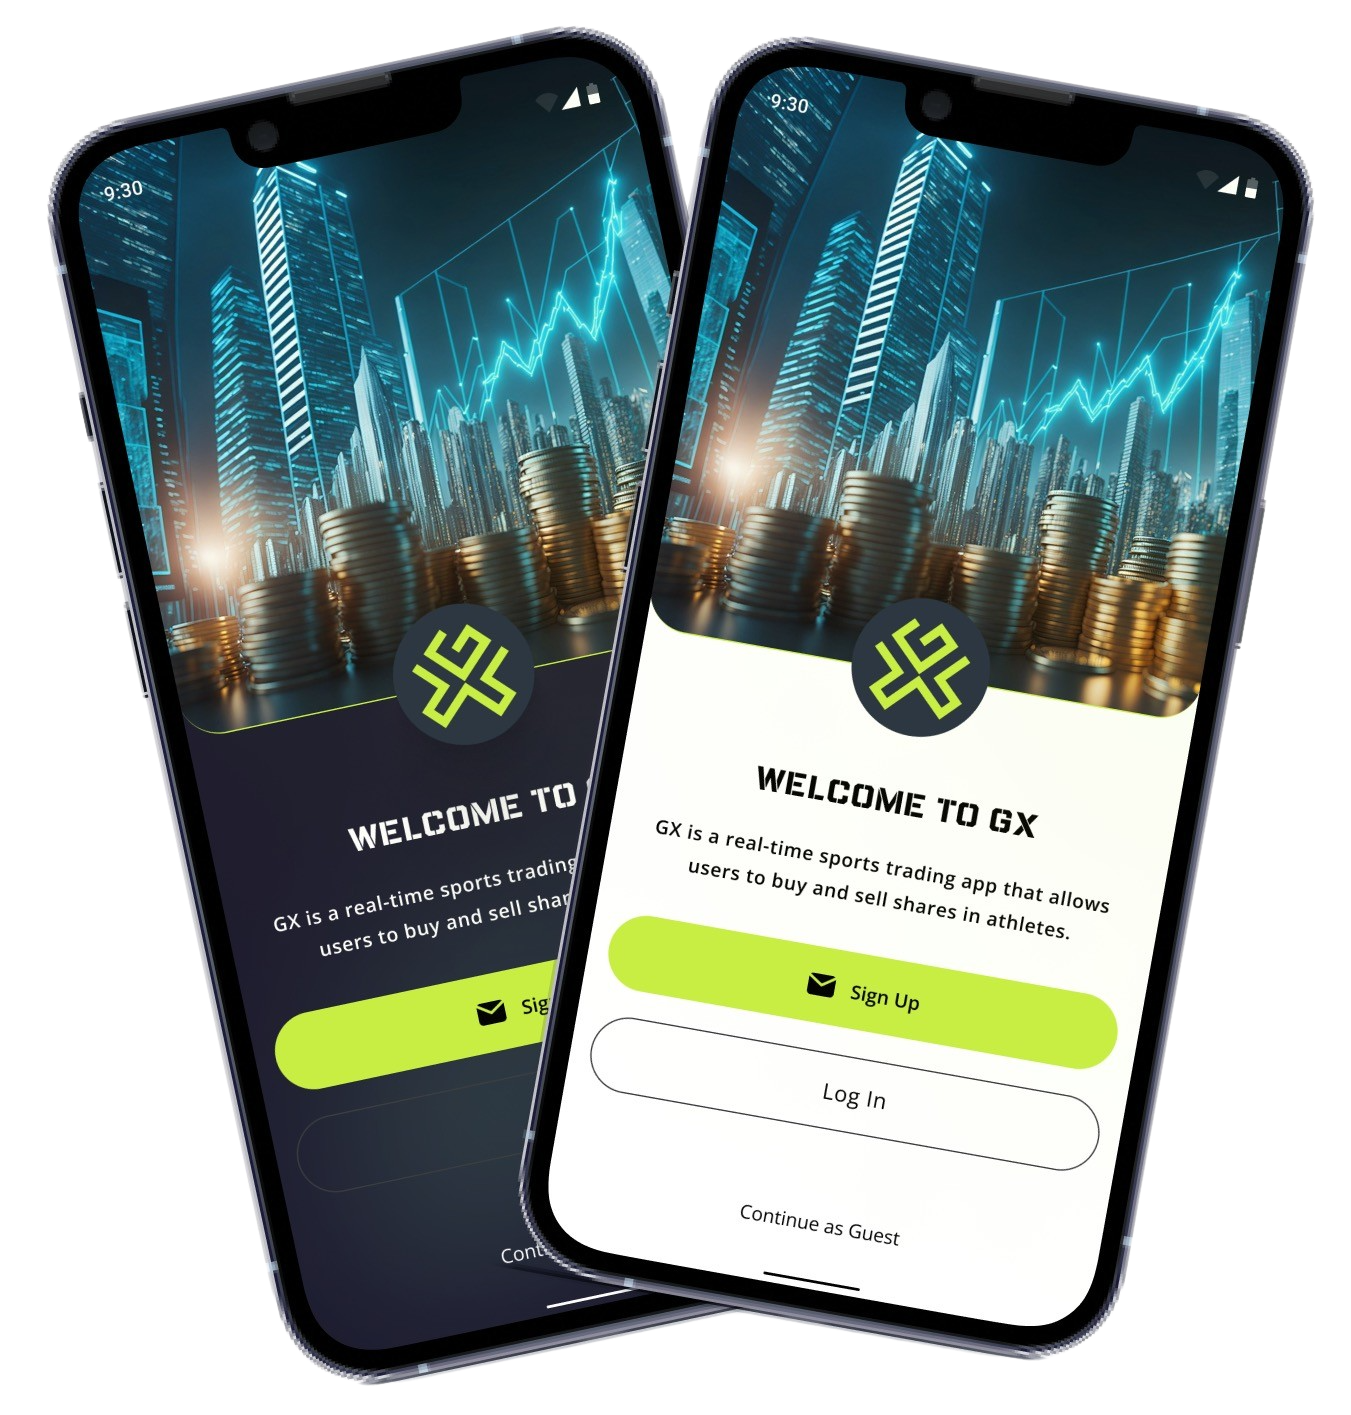 9:30
WELCOME TO
GX is a real-time sports trading
users to buy and sell
Cont
9:30
WELCOME TO GX
GX is a real-time sports trading app that allows
users to buy and sell shares in athletes.
Sign Up
Log In
Continue as Guest